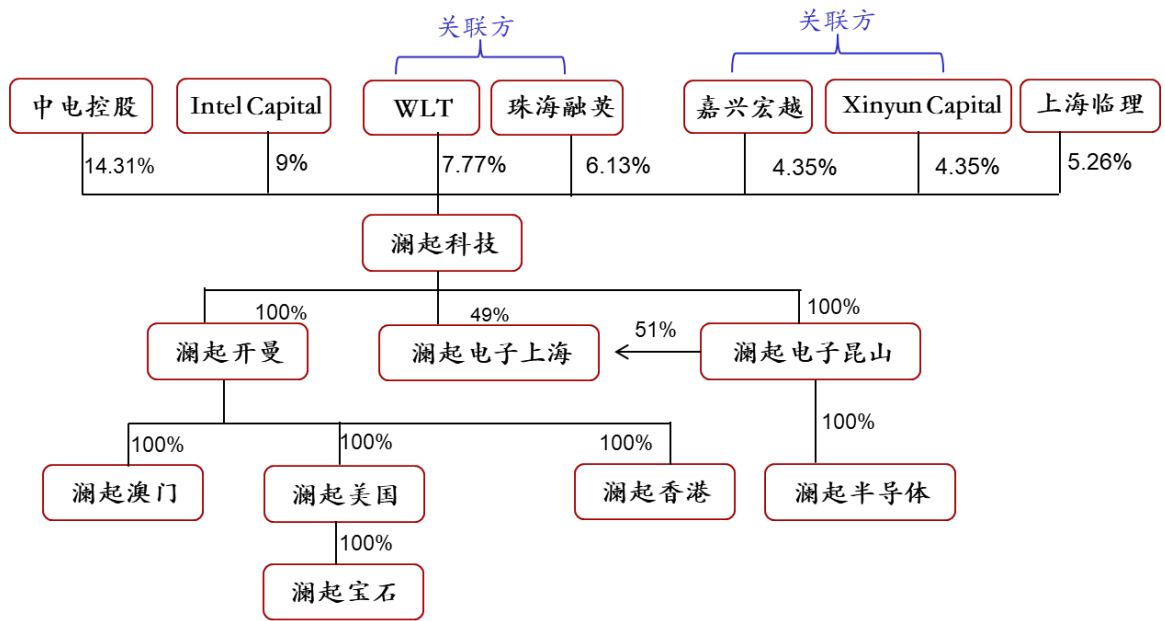 关联方
关联方
中电控股
Intel Capital
WLT
珠海融英
嘉兴宏越
Xinyun Capital
上海临理
14.31%
9%
7.77%
6.13%
4.35%
4.35%
5.26%
澜起科技
100%
49%
100%
澜起开曼
澜起电子上海
51%
澜起电子昆山
100%
100%
100%
100%
澜起澳门
澜起美国
澜起香港
澜起半导体
100%
澜起宝石